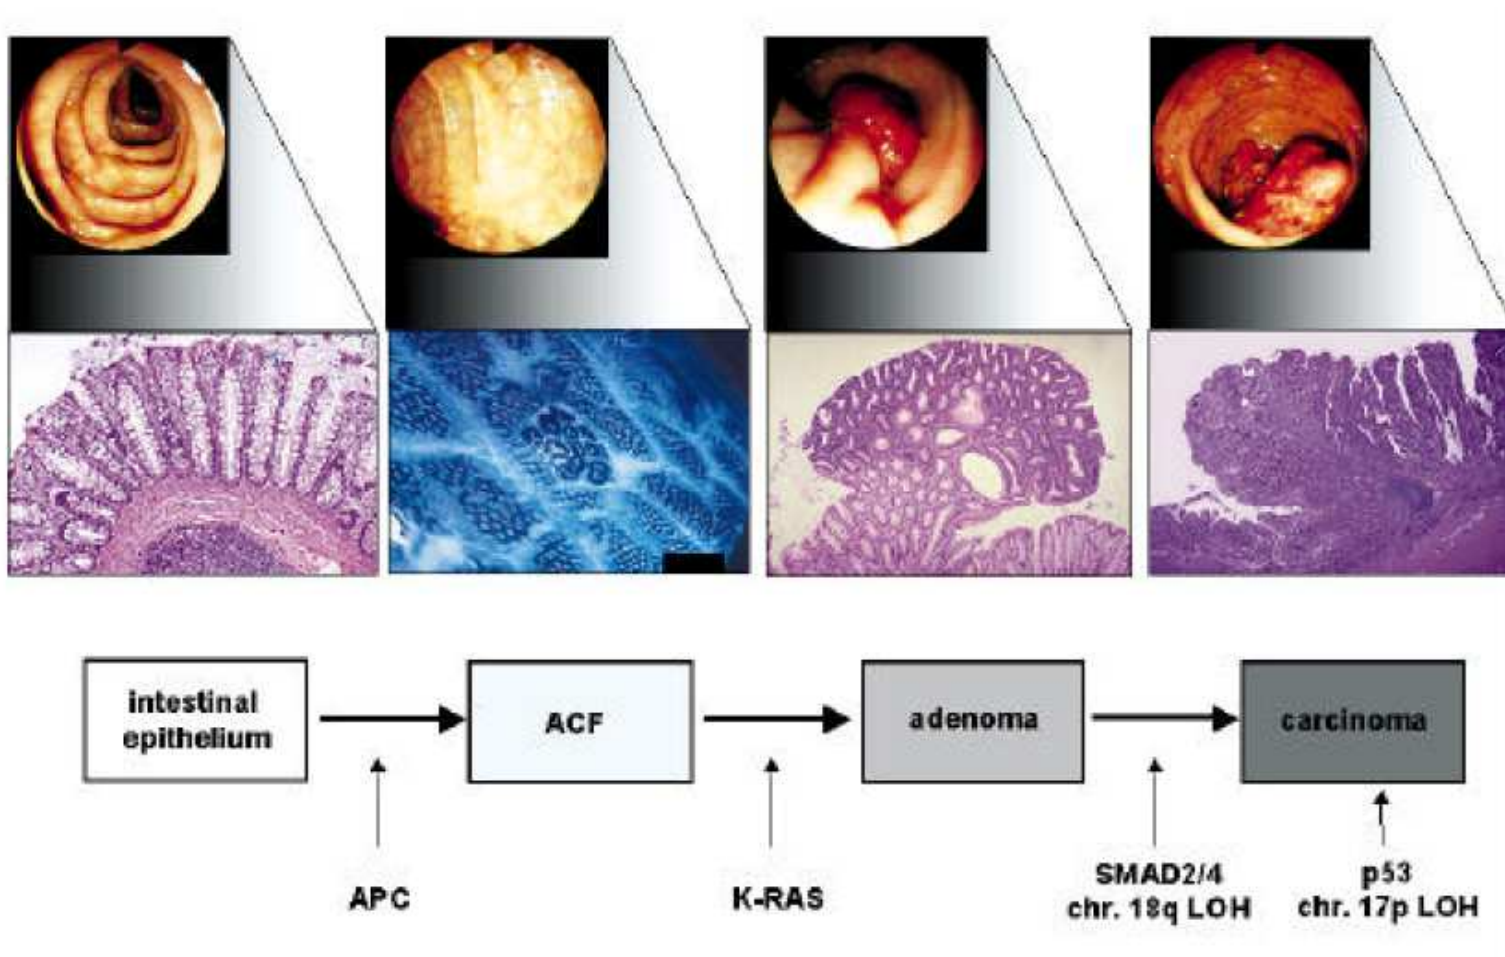 intestinal
epithelium
ACF
adenoma
carcinoma
APC
K-RAS
SMAD2/4
chr. 18q LOH
p53
chr. 17p LOH